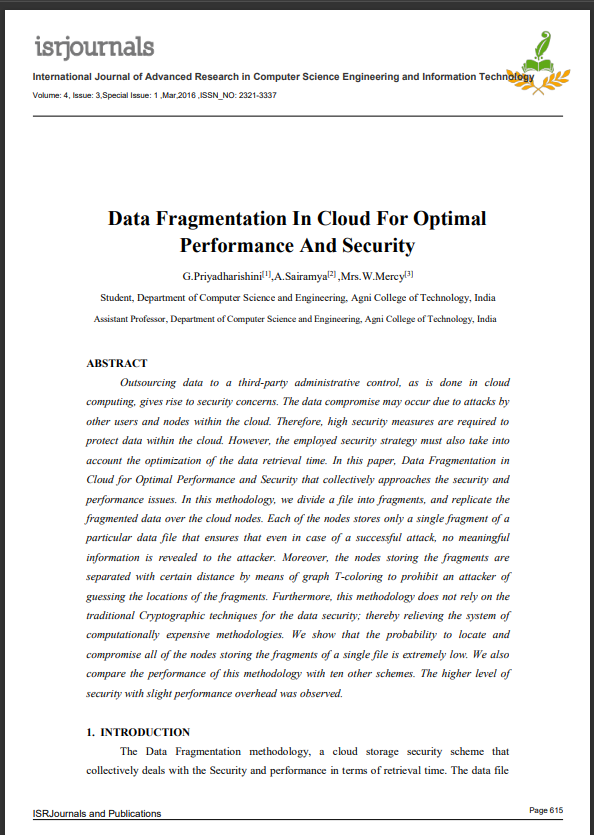 isrjournals
International Journal of Advanced Research in Computer Science Engineering and Information Technology
Volume: 4, Issue: 3,Special Issue: 1 ,Mar,2016 ,ISSN_NO: 2321-3337
Data Fragmentation In Cloud For Optimal
Performance And Security
G.Priyadharishini[1],A.Sairamya[2] ,Mrs.W.Mercy[3]
Student, Department of Computer Science and Engineering, Agni College of Technology, India
Assistant Professor, Department of Computer Science and Engineering, Agni College of Technology, India
ABSTRACT
Outsourcing data to a third-party administrative control, as is done in cloud
computing, gives rise to security concerns. The data compromise may occur due to attacks by
other users and nodes within the cloud. Therefore, high security measures are required to
protect data within the cloud. However, the employed security strategy must also take into
account the optimization of the data retrieval time. In this paper, Data Fragmentation in
Cloud for Optimal Performance and Security that collectively approaches the security and
performance issues. In this methodology, we divide a file into fragments, and replicate the
fragmented data over the cloud nodes. Each of the nodes stores only a single fragment of a
particular data file that ensures that even in case of a successful attack, no meaningful
information is revealed to the attacker. Moreover, the nodes storing the fragments are
separated with certain distance by means of graph T-coloring to prohibit an attacker of
guessing the locations of the fragments. Furthermore, this methodology does not rely on the
traditional Cryptographic techniques for the data security; thereby relieving the system of
computationally expensive methodologies. We show that the probability to locate and
compromise all of the nodes storing the fragments of a single file is extremely low. We also
compare the performance of this methodology with ten other schemes. The higher level of
security with slight performance overhead was observed.
1. INTRODUCTION
The Data Fragmentation methodology, a cloud storage security scheme that
collectively deals with the Security and performance in terms of retrieval time. The data file
ISRJournals and Publications
Page 615